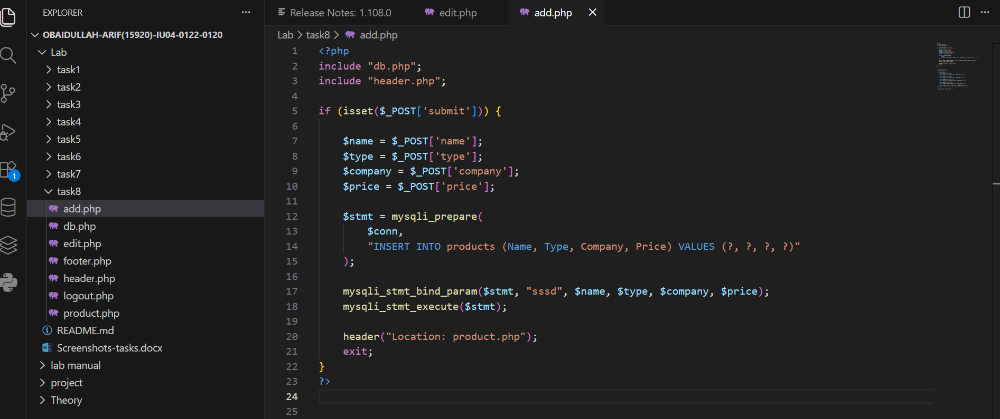 EXPLORER
OBAIDULLAH-ARIF(15920)-IU04-0122-0120
Lab
task1
task2
task3
task4
task5
task6
task7
task8
add.php
db.php
edit.php
footer.php
header.php
logout.php
product.php
README.md
Screenshots-tasks.docx
lab manual
project
Theory
1
Release Notes: 1.108.0
edit.php
add.php
Lab > task8 > add.php
1 <?php
2 include "db.php";
3 include "header.php";
4
5 if (isset($_POST['submit'])) {
6
7 $name = $_POST['name'];
8 $type = $_POST['type'];
9 $company = $_POST['company'];
10 $price = $_POST['price'];
11
12 $stmt = mysqli_prepare(
13 $conn,
14 "INSERT INTO products (Name, Type, Company, Price) VALUES (?, ?, ?, ?)"
15 );
16
17 mysqli_stmt_bind_param($stmt, "sssd", $name, $type, $company, $price);
18 mysqli_stmt_execute($stmt);
19
20 header("Location: product.php");
21 exit;
22 }
23 ?>
24
25